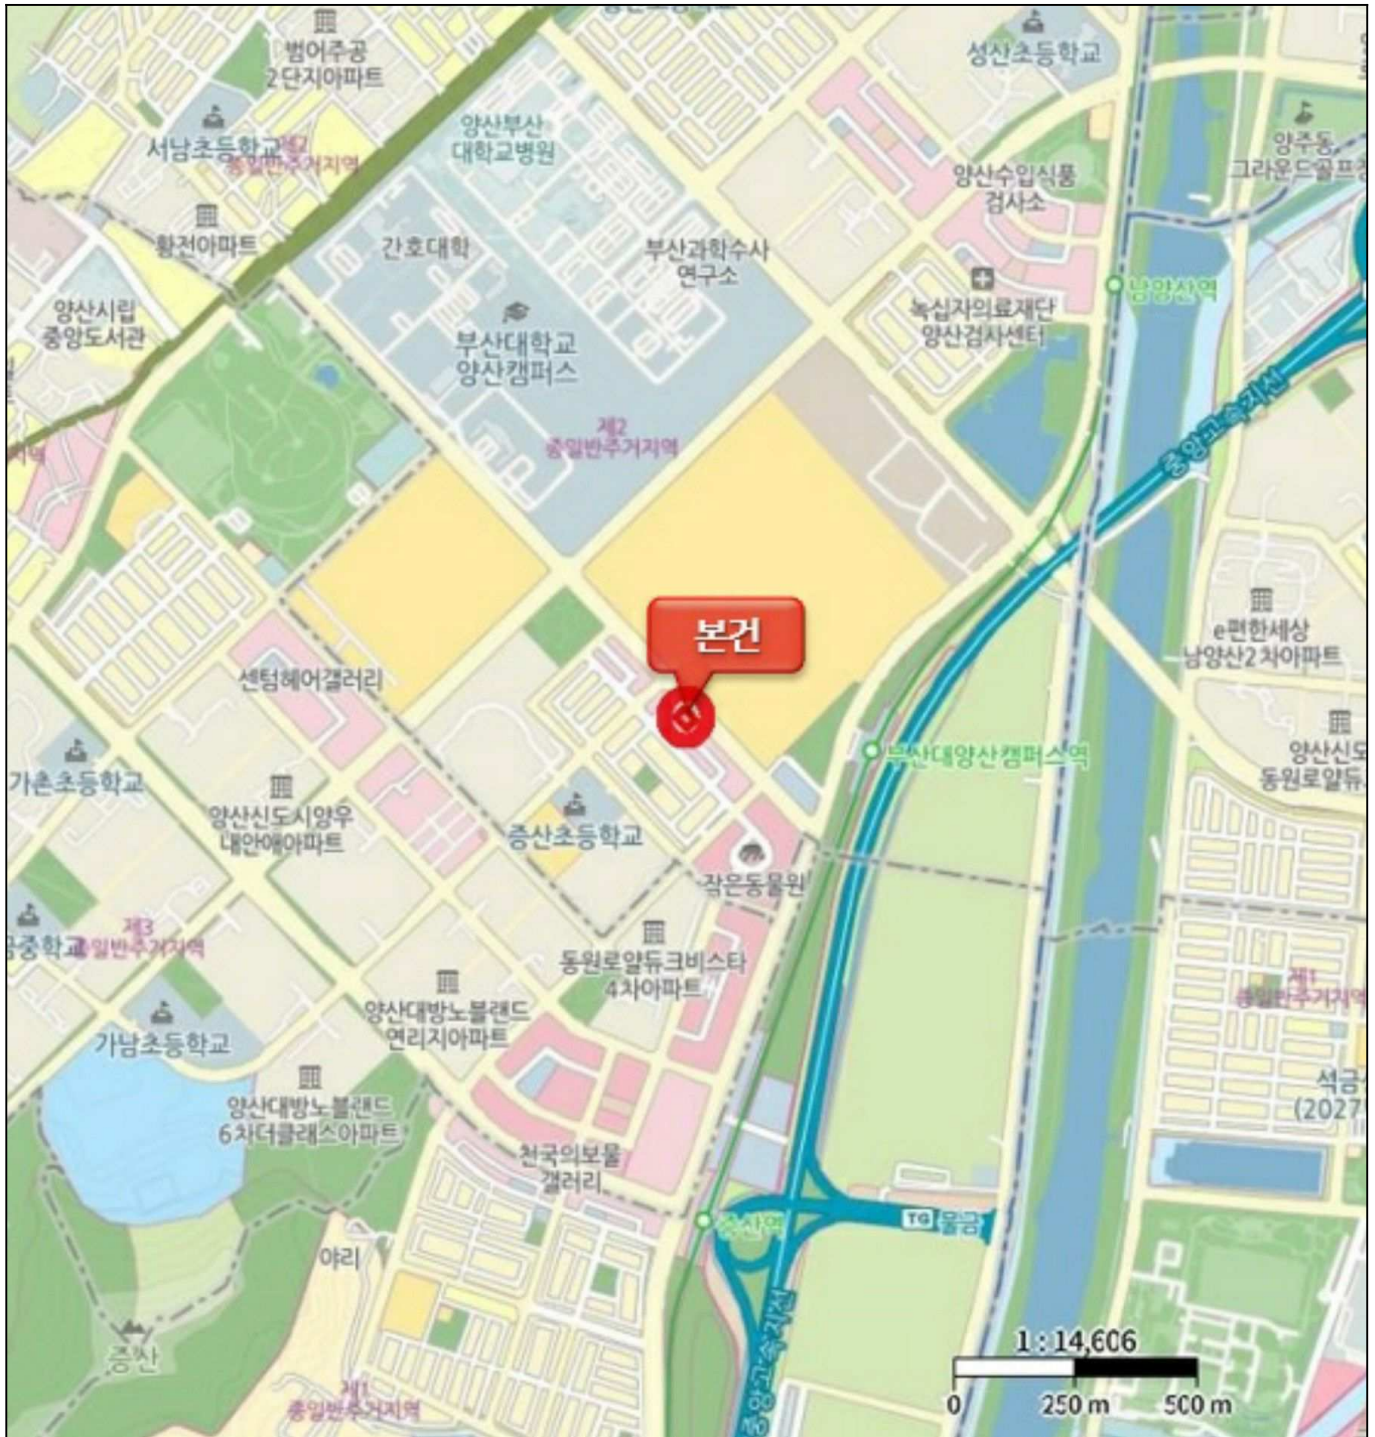 범어주공
2단지아파트
성산초등학교
서남초등학교
제2
종일반주거지역
양산부산
대학교병원
양주동
그라운드골프장
양산수입식품
검사소
황전아파트
간호대학
부산과학수사
연구소
남양산역
양산시립
중앙도서관
녹십자의료재단
양산검사센터
부산대학교
양산캠퍼스
중앙고속지선
제2
종일반주거지역
본건
e편한세상
남양산2차아파트
센텀헤어갤러리
부산대양산캠퍼스역
양산신도
동원로얄듀
가촌초등학교
양산신도시양우
내안애아파트
증산초등학교
작은동물원
제3
종일반주거지역
금중학교
동원로얄듀크비스타
4차아파트
제1
종일반주거지역
양산대방노블랜드
연리지아파트
가남초등학교
양산대방노블랜드
6차더클래스아파트
석금
(2027
천국의보물
갤러리
증산역
TG 물금
야리
증산
중앙고속지선
제1
종일반주거지역
1 : 14,606
0 250 m 500 m